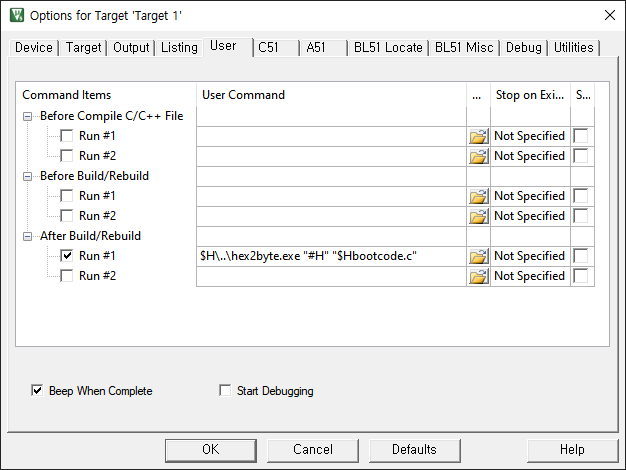 Options for Target 'Target 1'
Device Target Output Listing User C51 A51 BL51 Locate BL51 Misc Debug Utilities
Command Items User Command ... Stop on Exi... S...
Before Compile C/C++ File
Run #1
Run #2 Not Specified
Before Build/Rebuild
Run #1 Not Specified
Run #2 Not Specified
After Build/Rebuild
Run #1 $H\..\hex2byte.exe "#H" "$Hbootcode.c" Not Specified
Run #2 Not Specified
Beep When Complete Start Debugging
OK Cancel Defaults Help